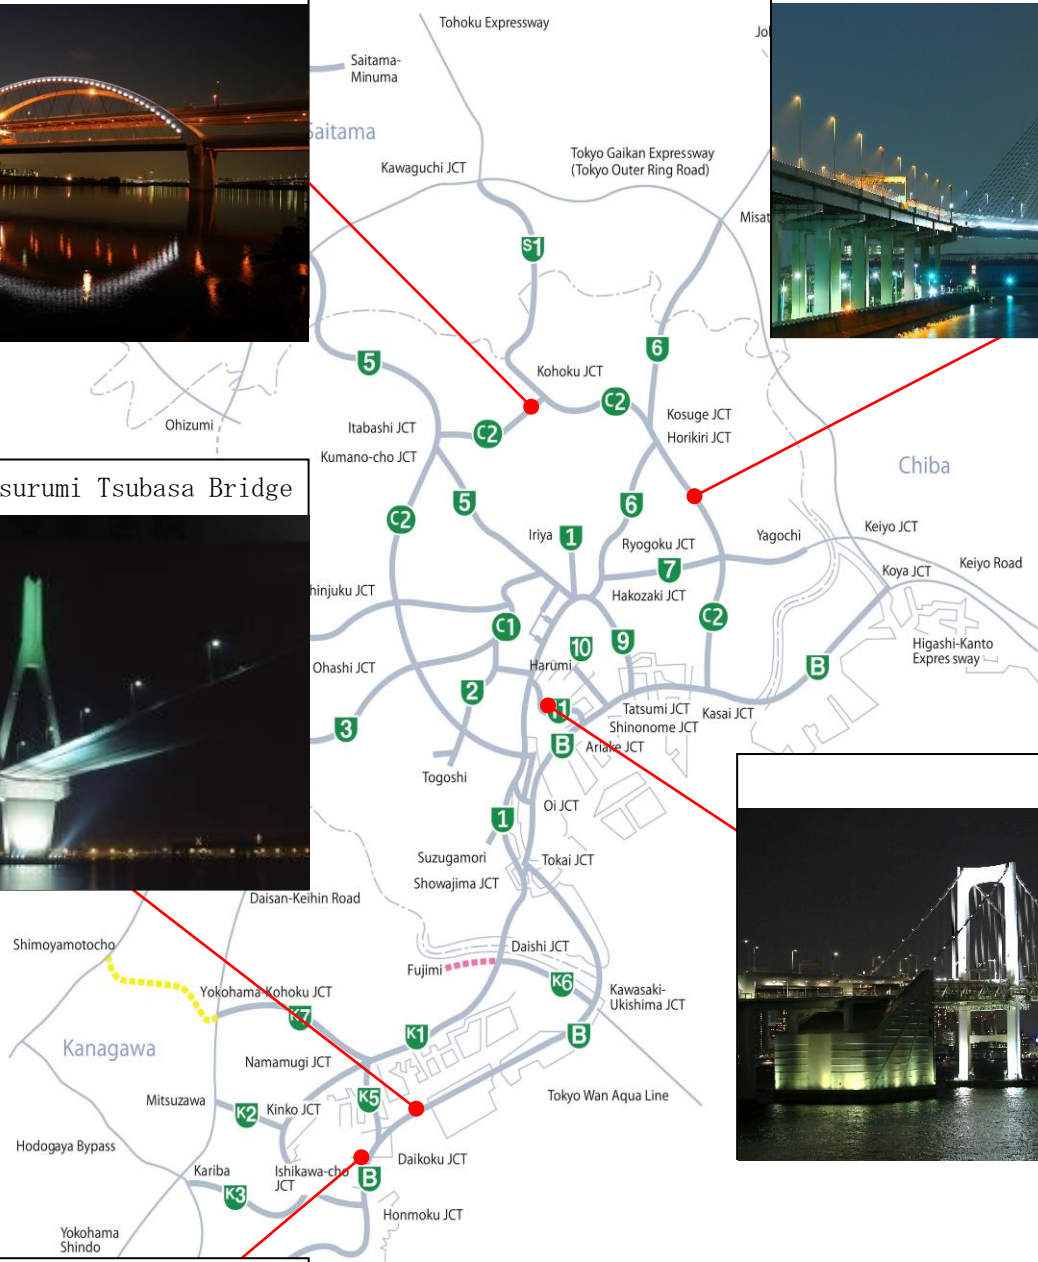 Tohoku Expressway
Saitama-
Minuma
Saitama
Kawaguchi JCT
Tokyo Gaikan Expressway
(Tokyo Outer Ring Road)
S1
5
6
Kohoku JCT
C2
Ohizumi
Itabashi JCT
C2
Kosuge JCT
Horikiri JCT
Kumano-cho JCT
Chiba
surumi Tsubasa Bridge
C2
5
6
Iriya
1
Ryogoku JCT
Yagochi
Keiyo JCT
7
Koya JCT
Keiyo Road
hinjuku JCT
Hakozaki JCT
C1
C2
10
9
Higashi-Kanto
Expres sway
Ohashi JCT
Harumi
B
2
11
Tatsumi JCT
Kasai JCT
3
Shinonome JCT
B
Ariake JCT
Togoshi
Oi JCT
1
Suzugamori
Tokai JCT
Showajima JCT
Daisan-Keihin Road
Shimoyamotocho
Daishi JCT
Fujimi
K6
Yokohama-Kohoku JCT
Kawasaki-
Ukishima JCT
K7
K1
B
Kanagawa
Namamugi JCT
Mitsuzawa
K2
Kinko JCT
K5
Tokyo Wan Aqua Line
Hodogaya Bypass
Kariba
Ishikawa-cho
JCT
Daikoku JCT
K3
B
Honmoku JCT
Yokohama
Shindo